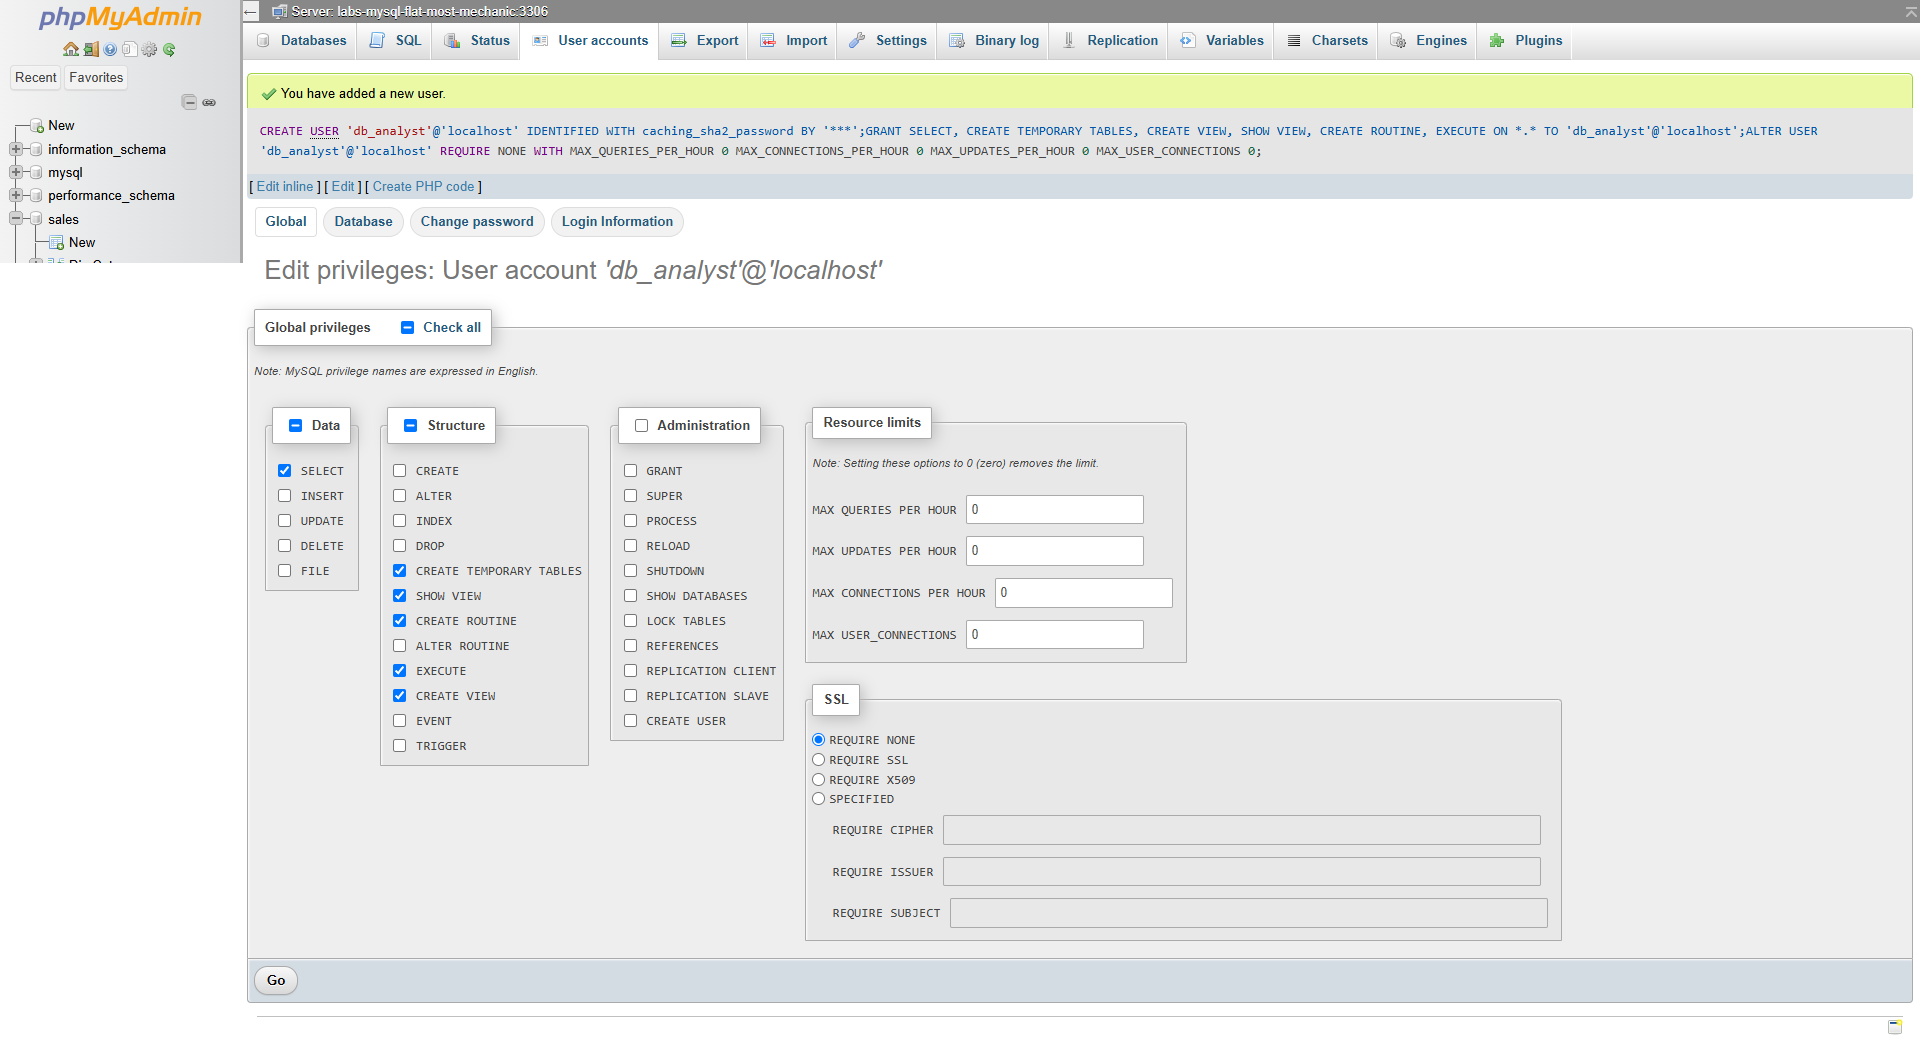 phpMyAdmin
Recent Favorites
New
information_schema
mysql
performance_schema
sales
New
Server: labs-mysql-flat-most-mechanic:3306
Databases SQL Status User accounts Export Import Settings Binary log Replication Variables Charsets Engines Plugins
You have added a new user.
CREATE USER 'db_analyst'@'localhost' IDENTIFIED WITH caching_sha2_password BY '***';GRANT SELECT, CREATE TEMPORARY TABLES, CREATE VIEW, SHOW VIEW, CREATE ROUTINE, EXECUTE ON *.* TO 'db_analyst'@'localhost';ALTER USER
'db_analyst'@'localhost' REQUIRE NONE WITH MAX_QUERIES_PER_HOUR 0 MAX_CONNECTIONS_PER_HOUR 0 MAX_UPDATES_PER_HOUR 0 MAX_USER_CONNECTIONS 0;
[ Edit inline ] [ Edit ] [ Create PHP code ]
Global Database Change password Login Information
Edit privileges: User account 'db_analyst'@'localhost'
Global privileges Check all
Note: MySQL privilege names are expressed in English.
Data
SELECT
INSERT
UPDATE
DELETE
FILE
Structure
CREATE
ALTER
INDEX
DROP
CREATE TEMPORARY TABLES
SHOW VIEW
CREATE ROUTINE
ALTER ROUTINE
EXECUTE
CREATE VIEW
EVENT
TRIGGER
Administration
GRANT
SUPER
PROCESS
RELOAD
SHUTDOWN
SHOW DATABASES
LOCK TABLES
REFERENCES
REPLICATION CLIENT
REPLICATION SLAVE
CREATE USER
Resource limits
Note: Setting these options to 0 (zero) removes the limit.
MAX QUERIES PER HOUR 0
MAX UPDATES PER HOUR 0
MAX CONNECTIONS PER HOUR 0
MAX USER_CONNECTIONS 0
SSL
REQUIRE NONE
REQUIRE SSL
REQUIRE X509
SPECIFIED
REQUIRE CIPHER
REQUIRE ISSUER
REQUIRE SUBJECT
Go